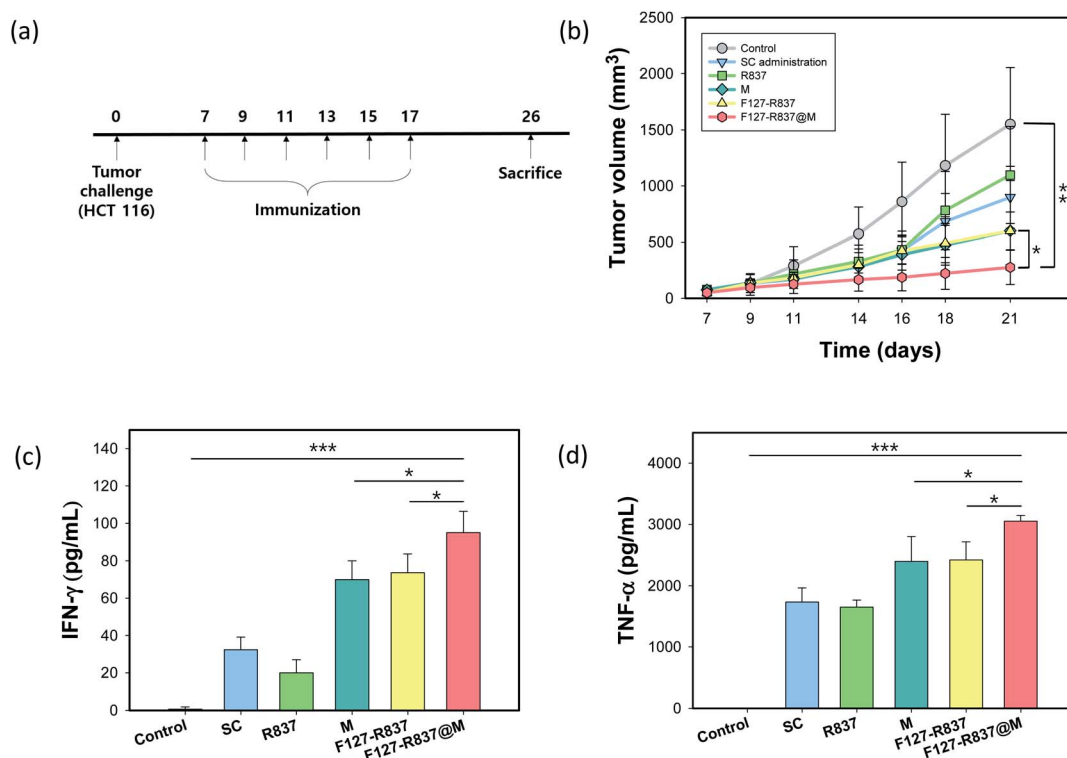 (a)
0 7 9 11 13 15 17 26
Tumor
challenge
(HCT 116)
Immunization
Sacrifice
(b)
Tumor volume (mm³)
2500
2000
1500
1000
500
0
Control
SC administration
R837
M
F127-R837
F127-R837@M
**
*
7 9 11 14 16 18 21
Time (days)
(c)
IFN-γ (pg/mL)
140
120
100
80
60
40
20
0
***
*
*
Control SC R837 M F127-R837 F127-R837@M
(d)
TNF-α (pg/mL)
4000
3000
2000
1000
0
***
*
*
Control SC R837 M F127-R837 F127-R837@M